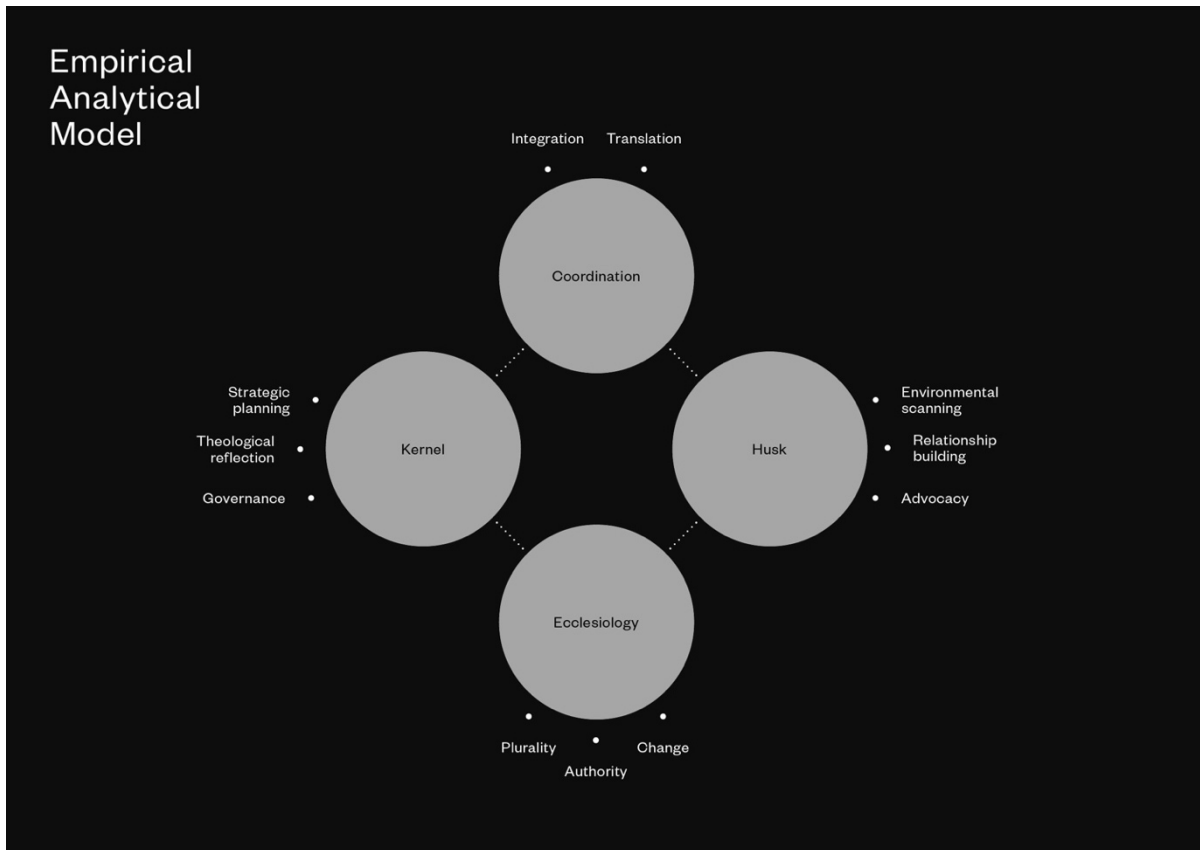 Empirical
Analytical
Model
Integration
Translation
Coordination
Strategic
planning
Theological
reflection
Governance
Kernel
Husk
Environmental
scanning
Relationship
building
Advocacy
Ecclesiology
Plurality
Authority
Change